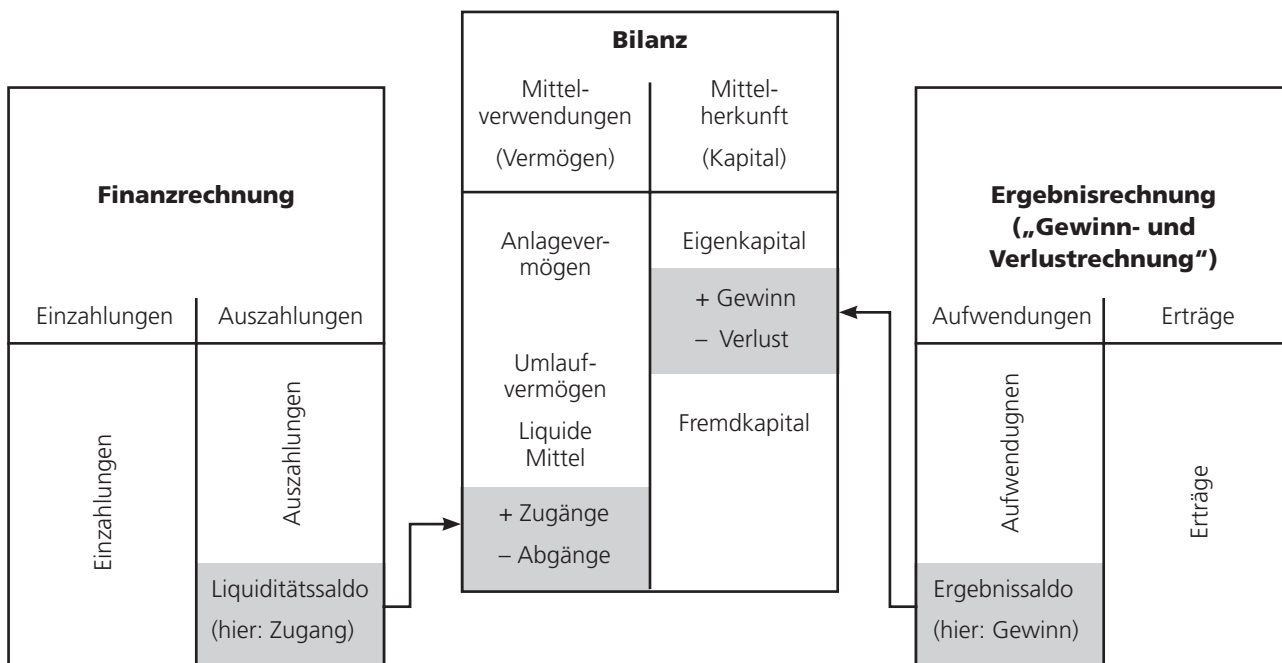 Bilanz
Mittel-
verwendungen
(Vermögen)
Mittel-
herkunft
(Kapital)
Anlagever-
mögen
Umlauf-
vermögen
Liquide
Mittel
+ Zugänge
– Abgänge
Eigenkapital
+ Gewinn
– Verlust
Fremdkapital
Finanzrechnung
Einzahlungen
Auszahlungen
Einzahlungen
Auszahlungen
Liquiditätssaldo
(hier: Zugang)
Ergebnisrechnung
(„Gewinn- und
Verlustrechnung“)
Aufwendungen
Erträge
Aufwendugnen
Erträge
Ergebnissaldo
(hier: Gewinn)